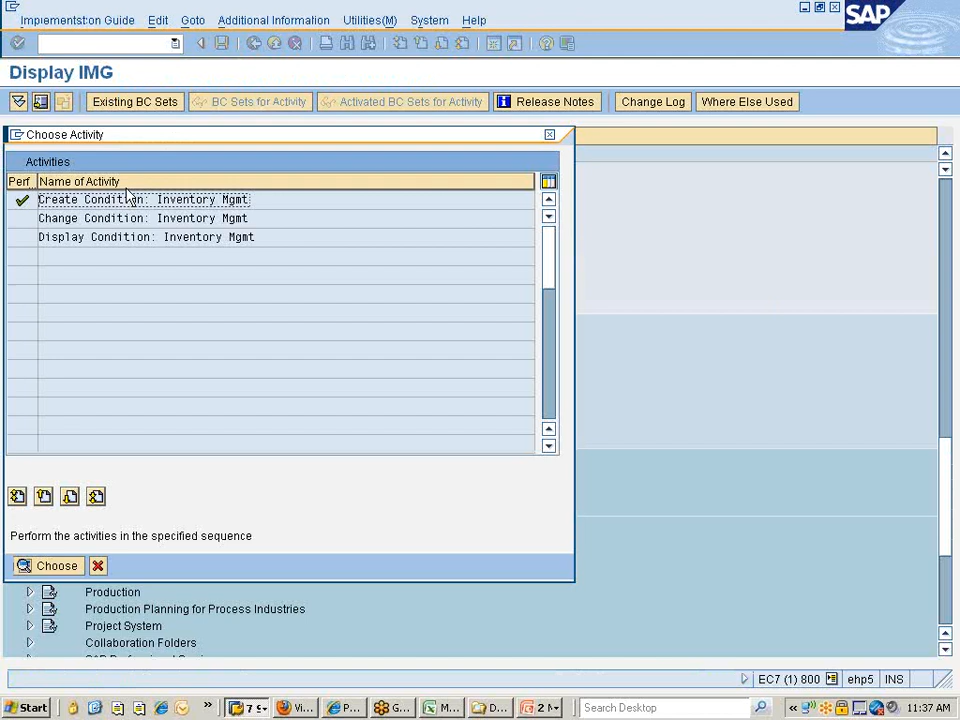 Implementstion Guide Edit Goto Additional Information Utilities(M) System Help
SAP
Display IMG
Existing BC Sets BC Sets for Activity Activated BC Sets for Activity Release Notes Change Log Where Else Used
Choose Activity
Activities
Perf.. Name of Activity
Create Condition: Inventory Mgmt
Change Condition: Inventory Mgmt
Display Condition: Inventory Mgmt
Perform the activities in the specified sequence
Choose
Production
Production Planning for Process Industries
Project System
Collaboration Folders
EC7 (1) 800 ehp5 INS
Start 7 S Vi... P... G... M... D... 2 M Search Desktop 11:37 AM